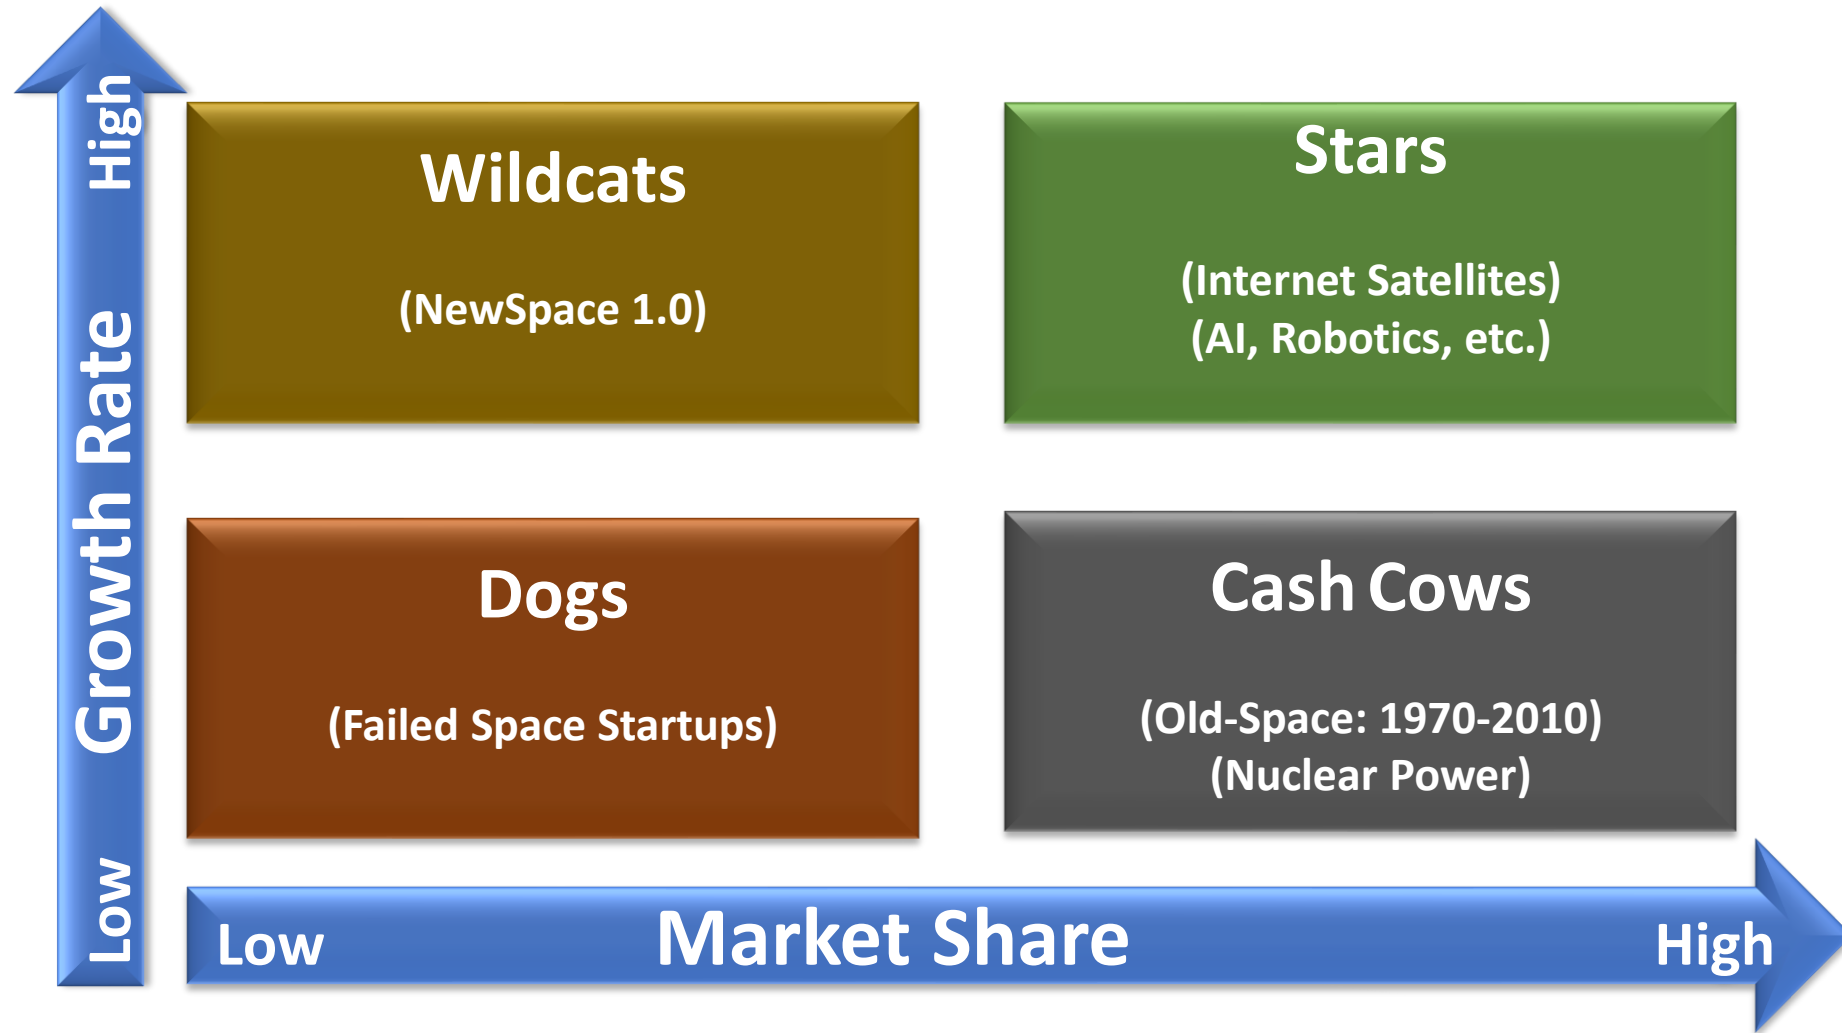 High
Growth Rate
Low
Wildcats
(NewSpace 1.0)
Stars
(Internet Satellites)
(AI, Robotics, etc.)
Dogs
(Failed Space Startups)
Cash Cows
(Old-Space: 1970-2010)
(Nuclear Power)
Low
Market Share
High